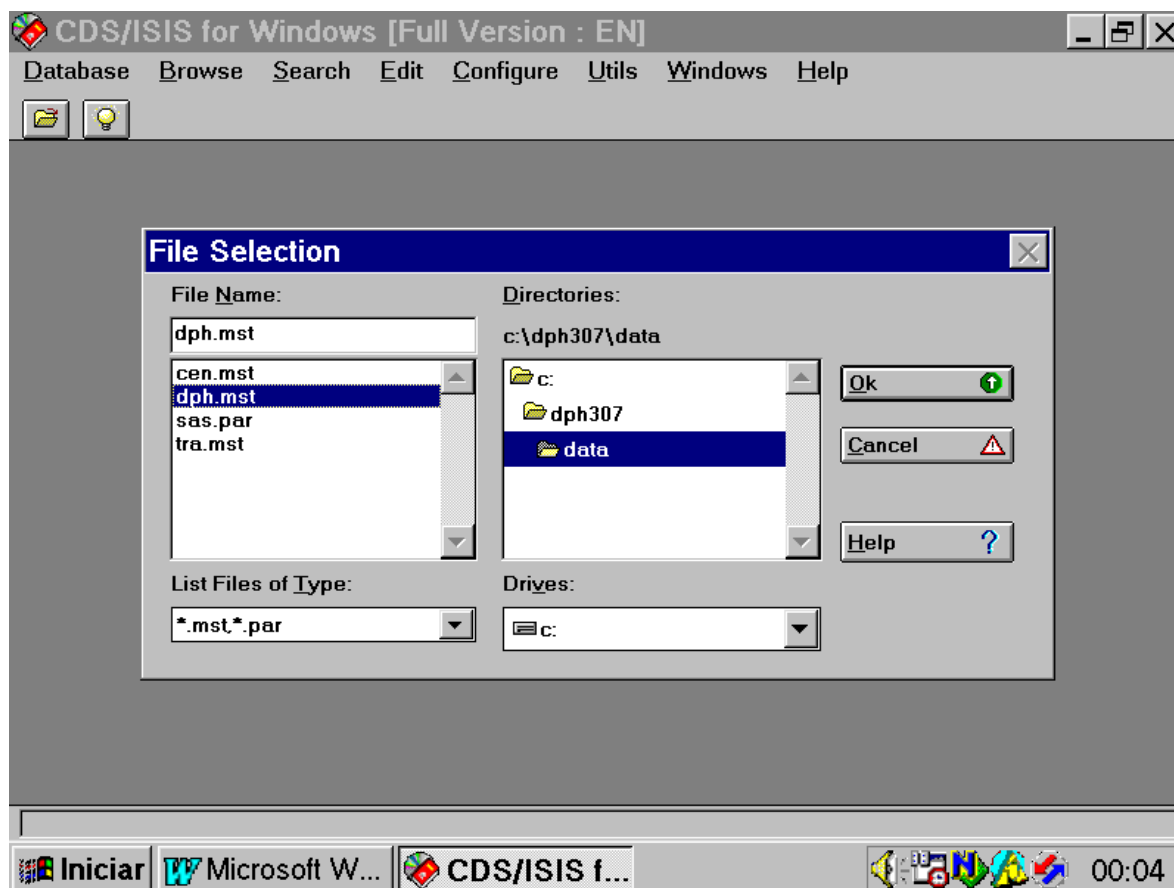 CDS/ISIS for Windows [Full Version : EN]
Database Browse Search Edit Configure Utils Windows Help
File Selection
File Name:
Directories:
dph.mst
c:\dph307\data
cen.mst
dph.mst
sas.par
tra.mst
c:
dph307
data
Ok
Cancel
Help
List Files of Type:
Drives:
*.mst,*.par
c:
Iniciar
Microsoft W...
CDS/ISIS f...
00:04